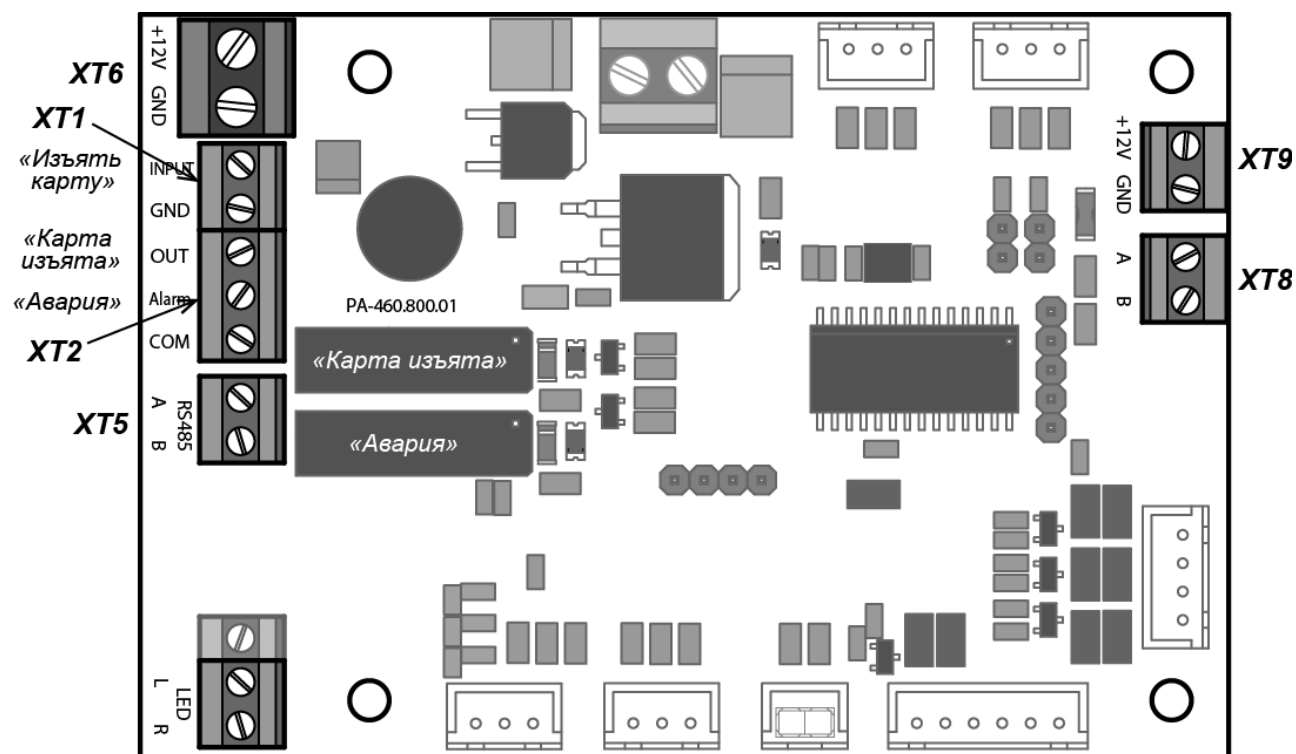 XT6
+12V
GND
XT1
«Изъять
карту»
INPUT
GND
«Карта
изъята»
OUT
«Авария»
Alarm
XT2
COM
XT5
A
B
RS485
L
R
LED
PA-460.800.01
«Карта изъята»
«Авария»
+12V
GND
XT9
A
B
XT8